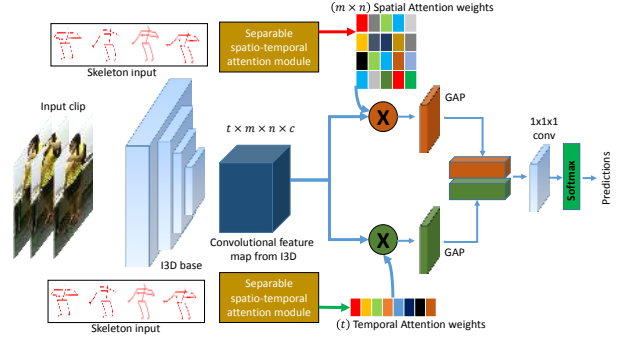 (m × n) Spatial Attention weights
Separable
spatio-temporal
attention module
Skeleton input
Input clip
t × m × n × c
X
GAP
1x1x1
conv
Softmax
Predictions
I3D base
Convolutional feature
map from I3D
X
GAP
Separable
spatio-temporal
attention module
Skeleton input
(t) Temporal Attention weights